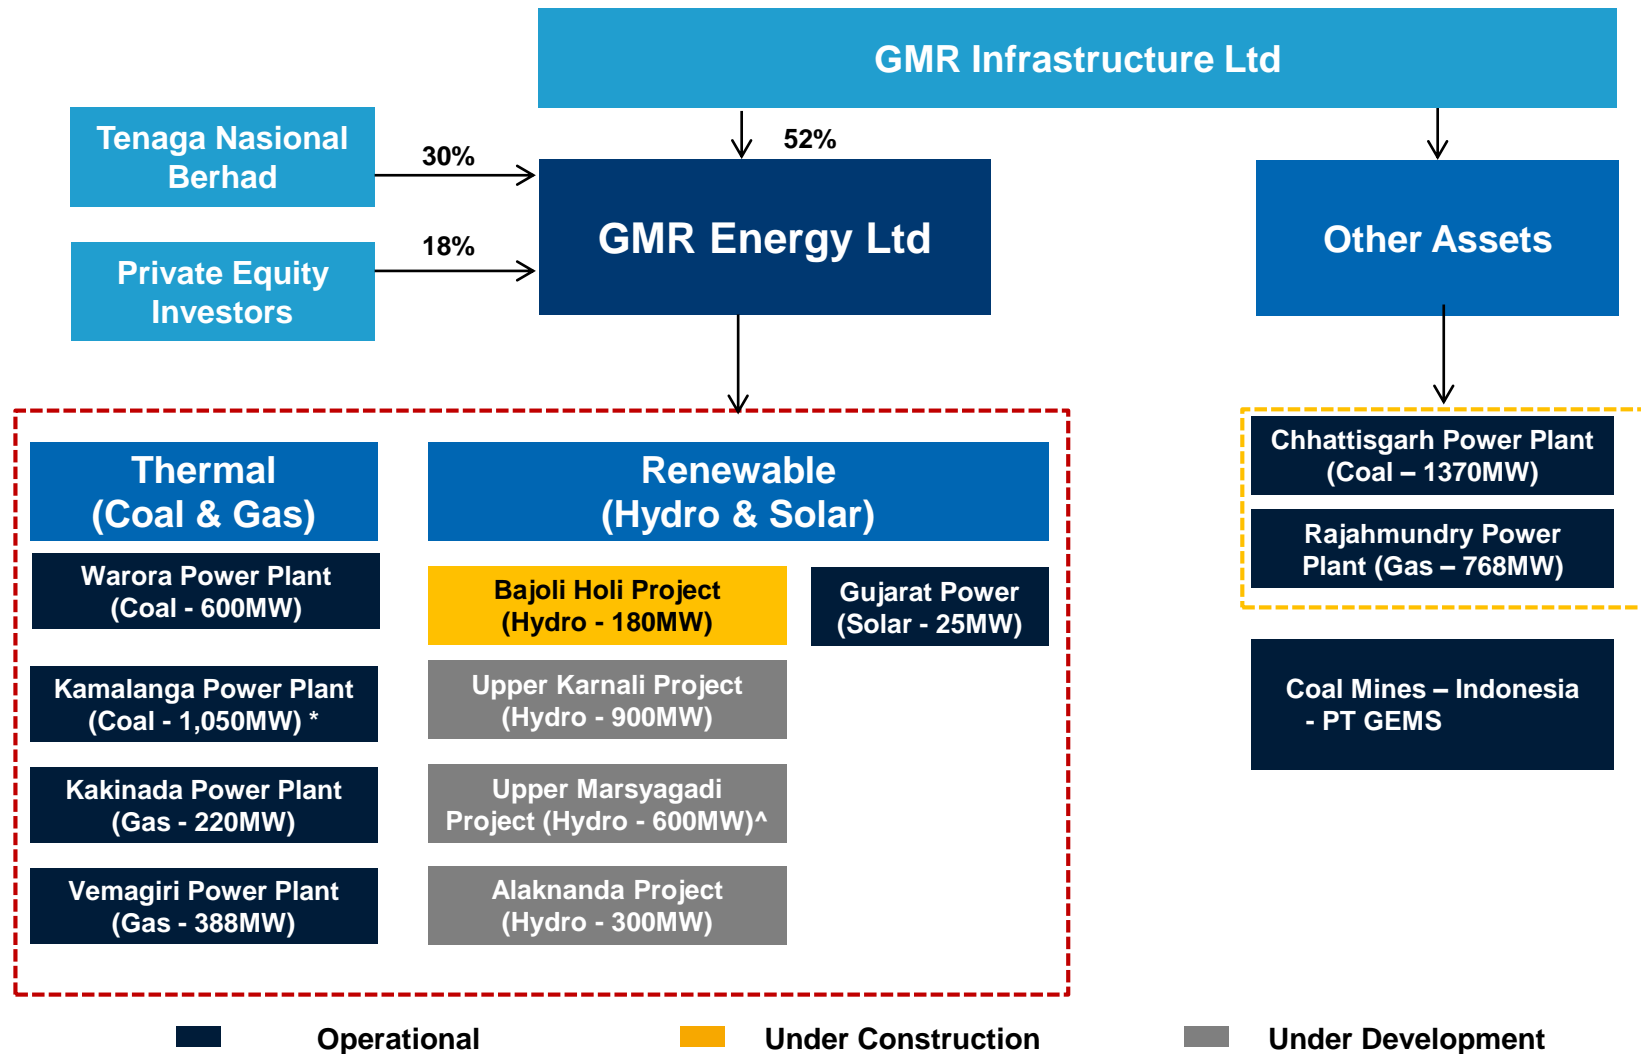 GMR Infrastructure Ltd
Tenaga Nasional
Berhad
30%
52%
Private Equity
Investors
18%
GMR Energy Ltd
Other Assets
Thermal
(Coal & Gas)
Warora Power Plant
(Coal - 600MW)
Kamalanga Power Plant
(Coal - 1,050MW) *
Kakinada Power Plant
(Gas - 220MW)
Vemagiri Power Plant
(Gas - 388MW)
Renewable
(Hydro & Solar)
Bajoli Holi Project
(Hydro - 180MW)
Upper Karnali Project
(Hydro - 900MW)
Upper Marsyagadi
Project (Hydro - 600MW)^
Alaknanda Project
(Hydro - 300MW)
Gujarat Power
(Solar - 25MW)
Chhattisgarh Power Plant
(Coal – 1370MW)
Rajahmundry Power
Plant (Gas – 768MW)
Coal Mines – Indonesia
- PT GEMS
Operational
Under Construction
Under Development